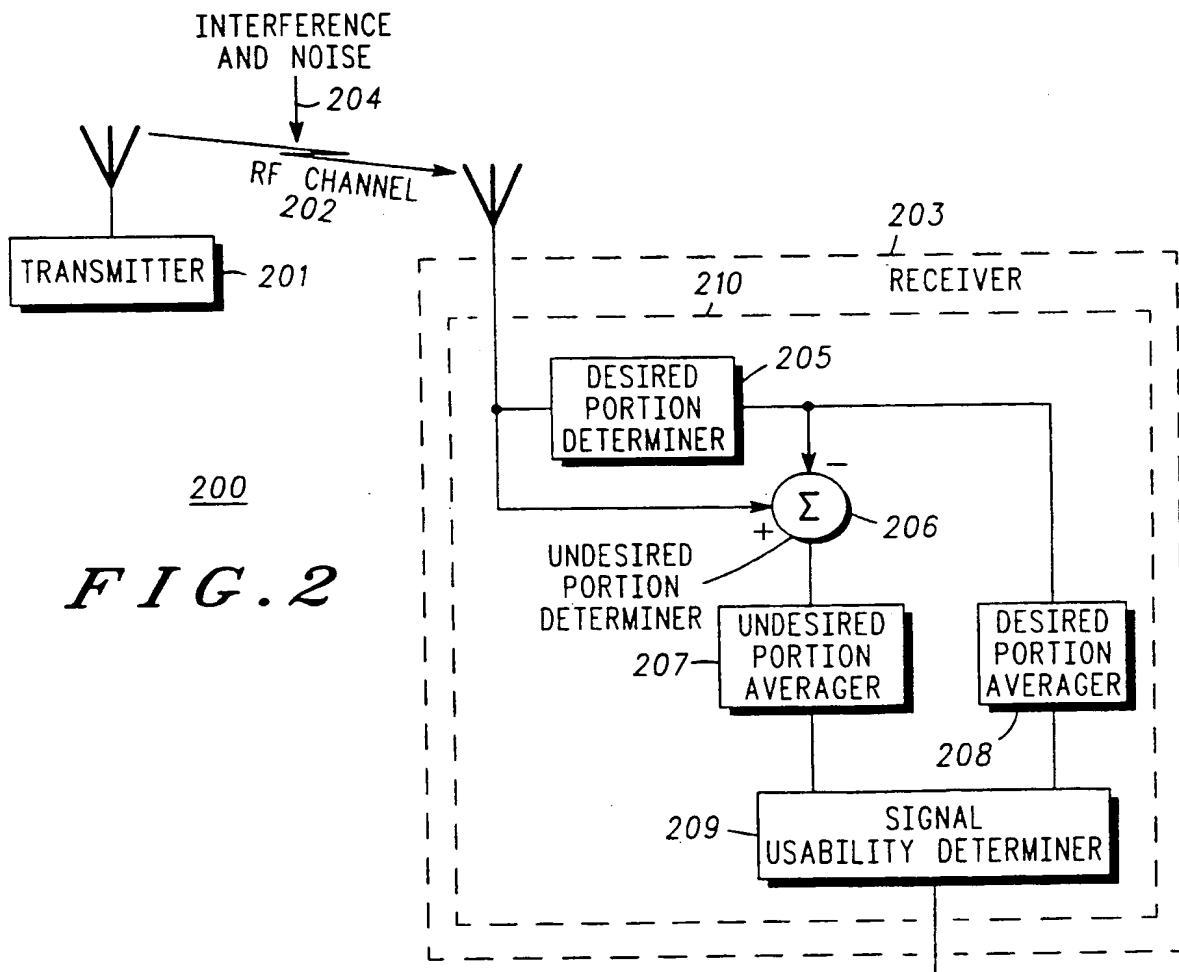 INTERFERENCE
AND NOISE
204
RF CHANNEL
202
TRANSMITTER
201
203
RECEIVER
210
DESIRED
PORTION
DETERMINER
205
−
+
Σ
206
UNDESIRED
PORTION
DETERMINER
200
FIG.2
UNDESIRED
PORTION
AVERAGER
207
DESIRED
PORTION
AVERAGER
208
SIGNAL
USABILITY DETERMINER
209